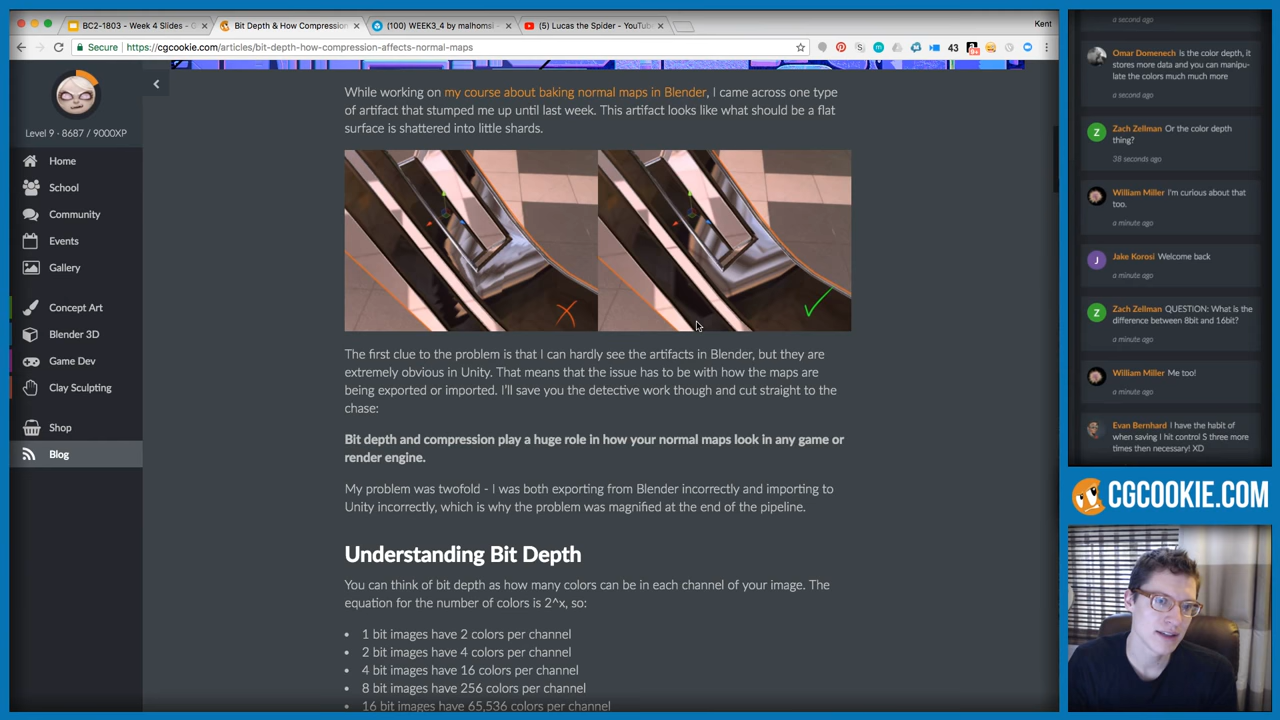 BC2-1803 - Week 4 Slides -
Bit Depth & How Compression
(100) WEEK3_4 by malhomsi -
(5) Lucas the Spider - YouTube
Kent
Secure
https://cgcookie.com/articles/bit-depth-how-compression-affects-normal-maps
43
Level 9 · 8687 / 9000XP
Home
School
Community
Events
Gallery
Concept Art
Blender 3D
Game Dev
Clay Sculpting
Shop
Blog
While working on my course about baking normal maps in Blender, I came across one type
of artifact that stumped me up until last week. This artifact looks like what should be a flat
surface is shattered into little shards.
The first clue to the problem is that I can hardly see the artifacts in Blender, but they are
extremely obvious in Unity. That means that the issue has to be with how the maps are
being exported or imported. I'll save you the detective work though and cut straight to the
chase:
Bit depth and compression play a huge role in how your normal maps look in any game or
render engine.
My problem was twofold - I was both exporting from Blender incorrectly and importing to
Unity incorrectly, which is why the problem was magnified at the end of the pipeline.
Understanding Bit Depth
You can think of bit depth as how many colors can be in each channel of your image. The
equation for the number of colors is 2^x, so:
• 1 bit images have 2 colors per channel
• 2 bit images have 4 colors per channel
• 4 bit images have 16 colors per channel
• 8 bit images have 256 colors per channel
• 16 bit images have 65,536 colors per channel
a second ago
Omar Domenech Is the color depth, it
stores more data and you can manipu-
late the colors much much more
a second ago
Z
Zach Zellman Or the color depth
thing?
38 seconds ago
William Miller I'm curious about that
too.
a minute ago
J
Jake Korosi Welcome back
a minute ago
Z
Zach Zellman QUESTION: What is the
difference between 8bit and 16bit?
a minute ago
William Miller Me too!
a minute ago
Evan Bernhard I have the habit of
when saving I hit control S three more
times then necessary! XD
CGCOOKIE.COM